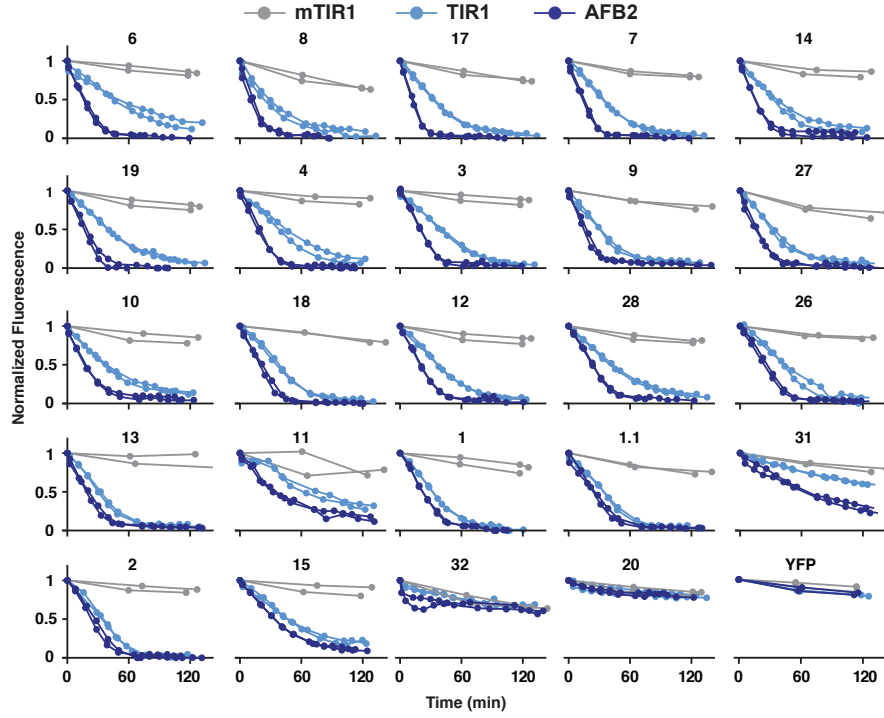 mTIR1 TIR1 AFB2
6 8 17 7 14
1
0.5
0
19 4 3 9 27
1
0.5
0
10 18 12 28 26
1
0.5
0
13 11 1 1.1 31
1
0.5
0
2 15 32 20 YFP
1
0.5
0
0 60 120 0 60 120 0 60 120 0 60 120 0 60 120
Normalized Fluorescence
Time (min)